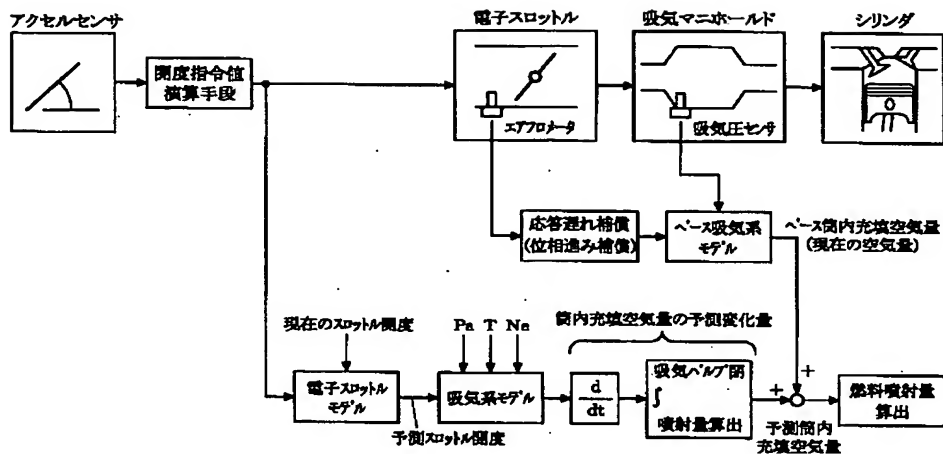 アクセルセンサ
開度指令値
演算手段
電子スロットル
エアフロメータ
吸気マニホールド
吸気圧センサ
シリンダ
応答遅れ補償
(位相進み補償)
ベース吸気系
モデル
ベース筒内充填空気量
(現在の空気量)
現在のスロットル開度
電子スロットル
モデル
予測スロットル開度
Pa T Ne
吸気系モデル
筒内充填空気量の予測変化量
d
dt
吸気バルブ閉
∫
噴射量算出
+
+
予測筒内
充填空気量
燃料噴射量
算出